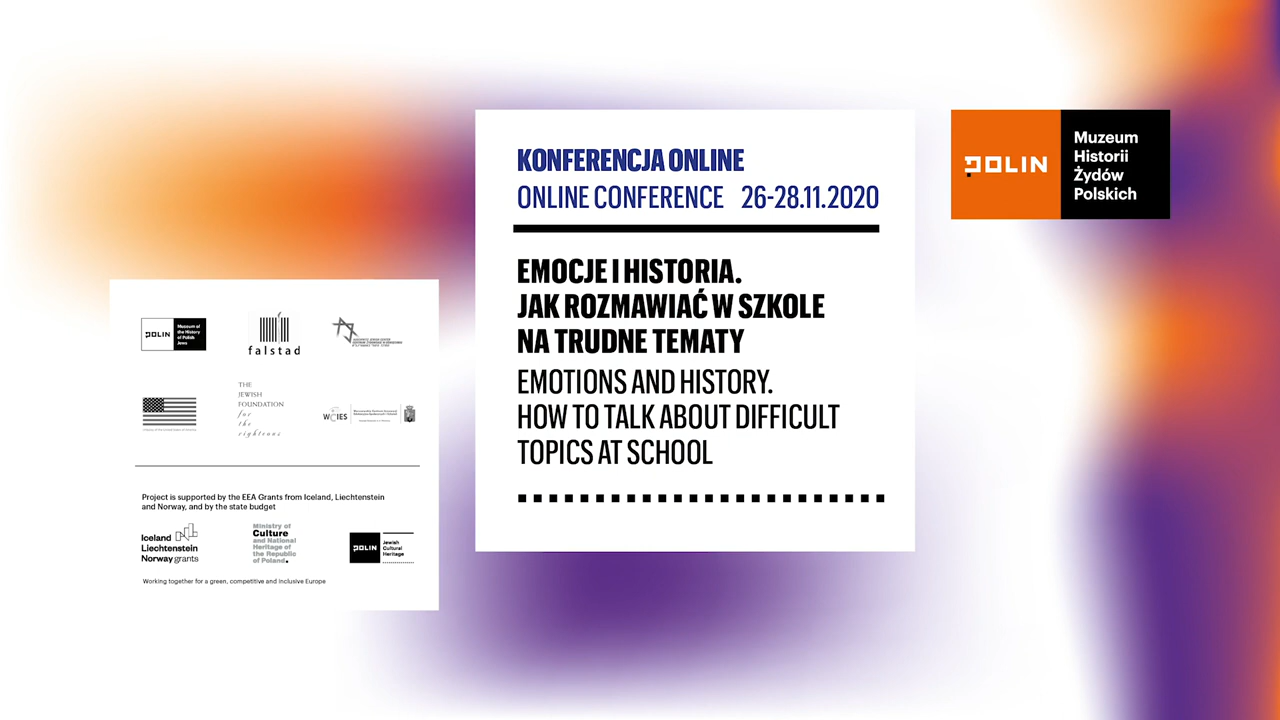 KONFERENCJA ONLINE
ONLINE CONFERENCE 26-28.11.2020
EMOCJE I HISTORIA.
JAK ROZMAWIAĆ W SZKOLE
NA TRUDNE TEMATY
EMOTIONS AND HISTORY.
HOW TO TALK ABOUT DIFFICULT
TOPICS AT SCHOOL
POLIN
Muzeum
Historii
Żydów
Polskich
POLIN
Museum of
the History
of Polish
Jews
falstad
THE
JEWISH
FOUNDATION
for
the
righteous
WCIES
Project is supported by the EEA Grants from Iceland, Liechtenstein
and Norway, and by the state budget
Iceland
Liechtenstein
Norway grants
Ministry of
Culture
and National
Heritage of
the Republic
of Poland.
POLIN
Jewish
Cultural
Heritage
Working together for a green, competitive and inclusive Europe